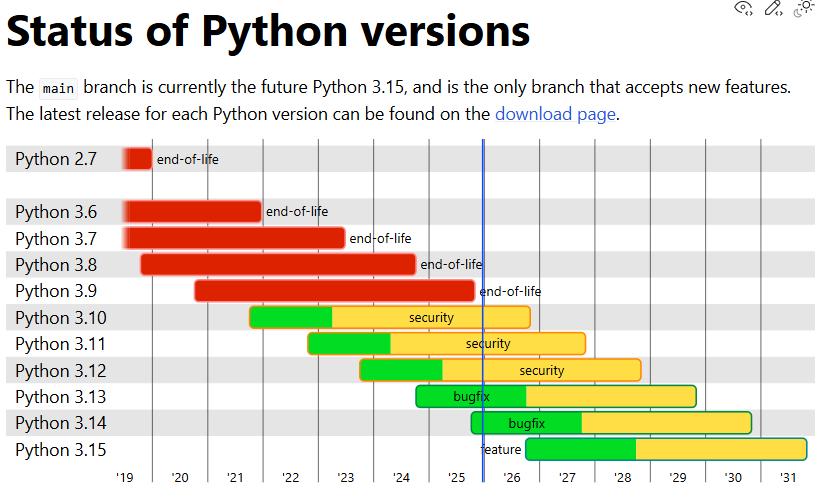 Status of Python versions
The main branch is currently the future Python 3.15, and is the only branch that accepts new features.
The latest release for each Python version can be found on the download page.
Python 2.7 end-of-life
Python 3.6 end-of-life
Python 3.7 end-of-life
Python 3.8 end-of-life
Python 3.9 end-of-life
Python 3.10 security
Python 3.11 security
Python 3.12 security
Python 3.13 bugfix
Python 3.14 bugfix
Python 3.15 feature
'19 '20 '21 '22 '23 '24 '25 '26 '27 '28 '29 '30 '31